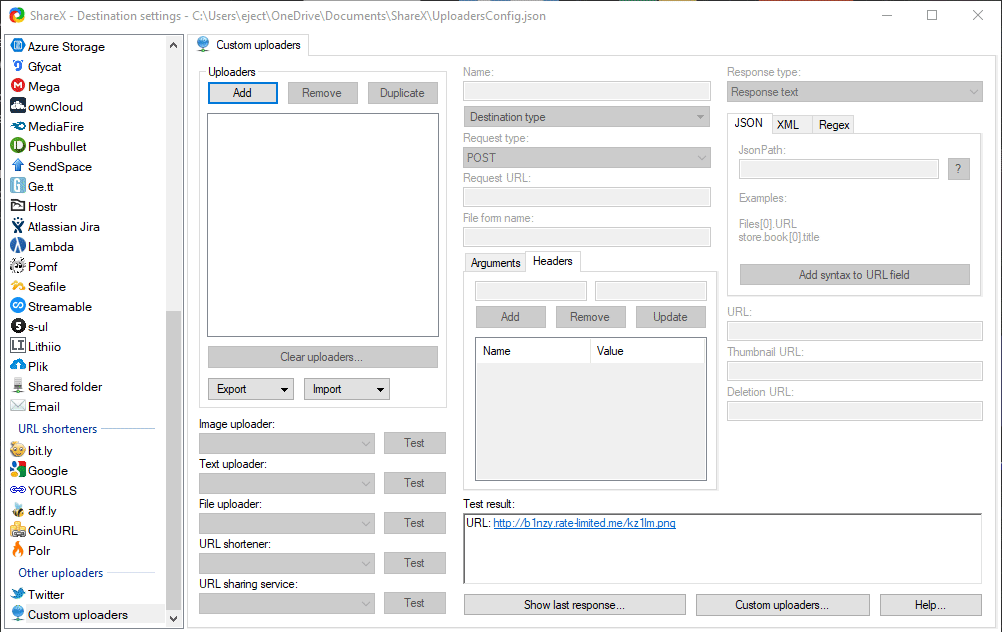 ShareX - Destination settings - C:\Users\eject\OneDrive\Documents\ShareX\UploadersConfig.json
Azure Storage
Gfycat
Mega
ownCloud
MediaFire
Pushbullet
SendSpace
Ge.tt
Hostr
Atlassian Jira
Lambda
Pomf
Seafile
Streamable
s-ul
Lithiio
Plik
Shared folder
Email
URL shorteners
bit.ly
Google
YOURLS
adf.ly
CoinURL
Polr
Other uploaders
Twitter
Custom uploaders
Custom uploaders
Uploaders
Add Remove Duplicate
Clear uploaders...
Export Import
Image uploader:
Test
Text uploader:
Test
File uploader:
Test
URL shortener:
Test
URL sharing service:
Test
Name:
Destination type
Request type:
POST
Request URL:
File form name:
Arguments Headers
Add Remove Update
Name Value
Response type:
Response text
JSON XML Regex
JsonPath:
?
Examples:
Files[0].URL
store.book[0].title
Add syntax to URL field
URL:
Thumbnail URL:
Deletion URL:
Test result:
URL: http://b1nzy.rate-limited.me/kz1lm.png
Show last response... Custom uploaders... Help...